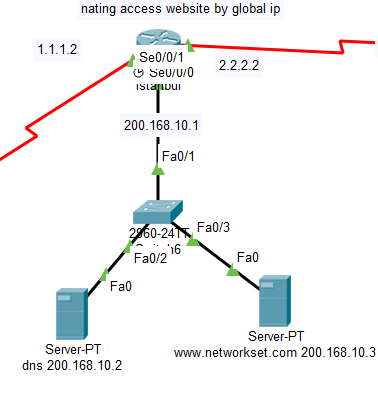 nating access website by global ip
1.1.1.2
Se0/0/1
Se0/0/0
2.2.2.2
Istanbul
200.168.10.1
Fa0/1
2960-24TT
Fa0/3
Fa0/2
Fa0
Fa0
Server-PT
dns 200.168.10.2
Server-PT
www.networkset.com 200.168.10.3